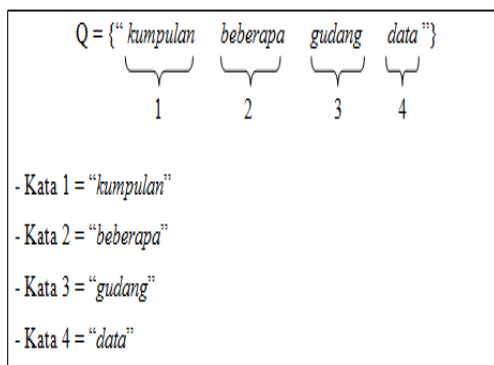 Q = {“ kumpulan beberapa gudang data ”}
1 2 3 4
- Kata 1 = “kumpulan”
- Kata 2 = “beberapa”
- Kata 3 = “gudang”
- Kata 4 = “data”